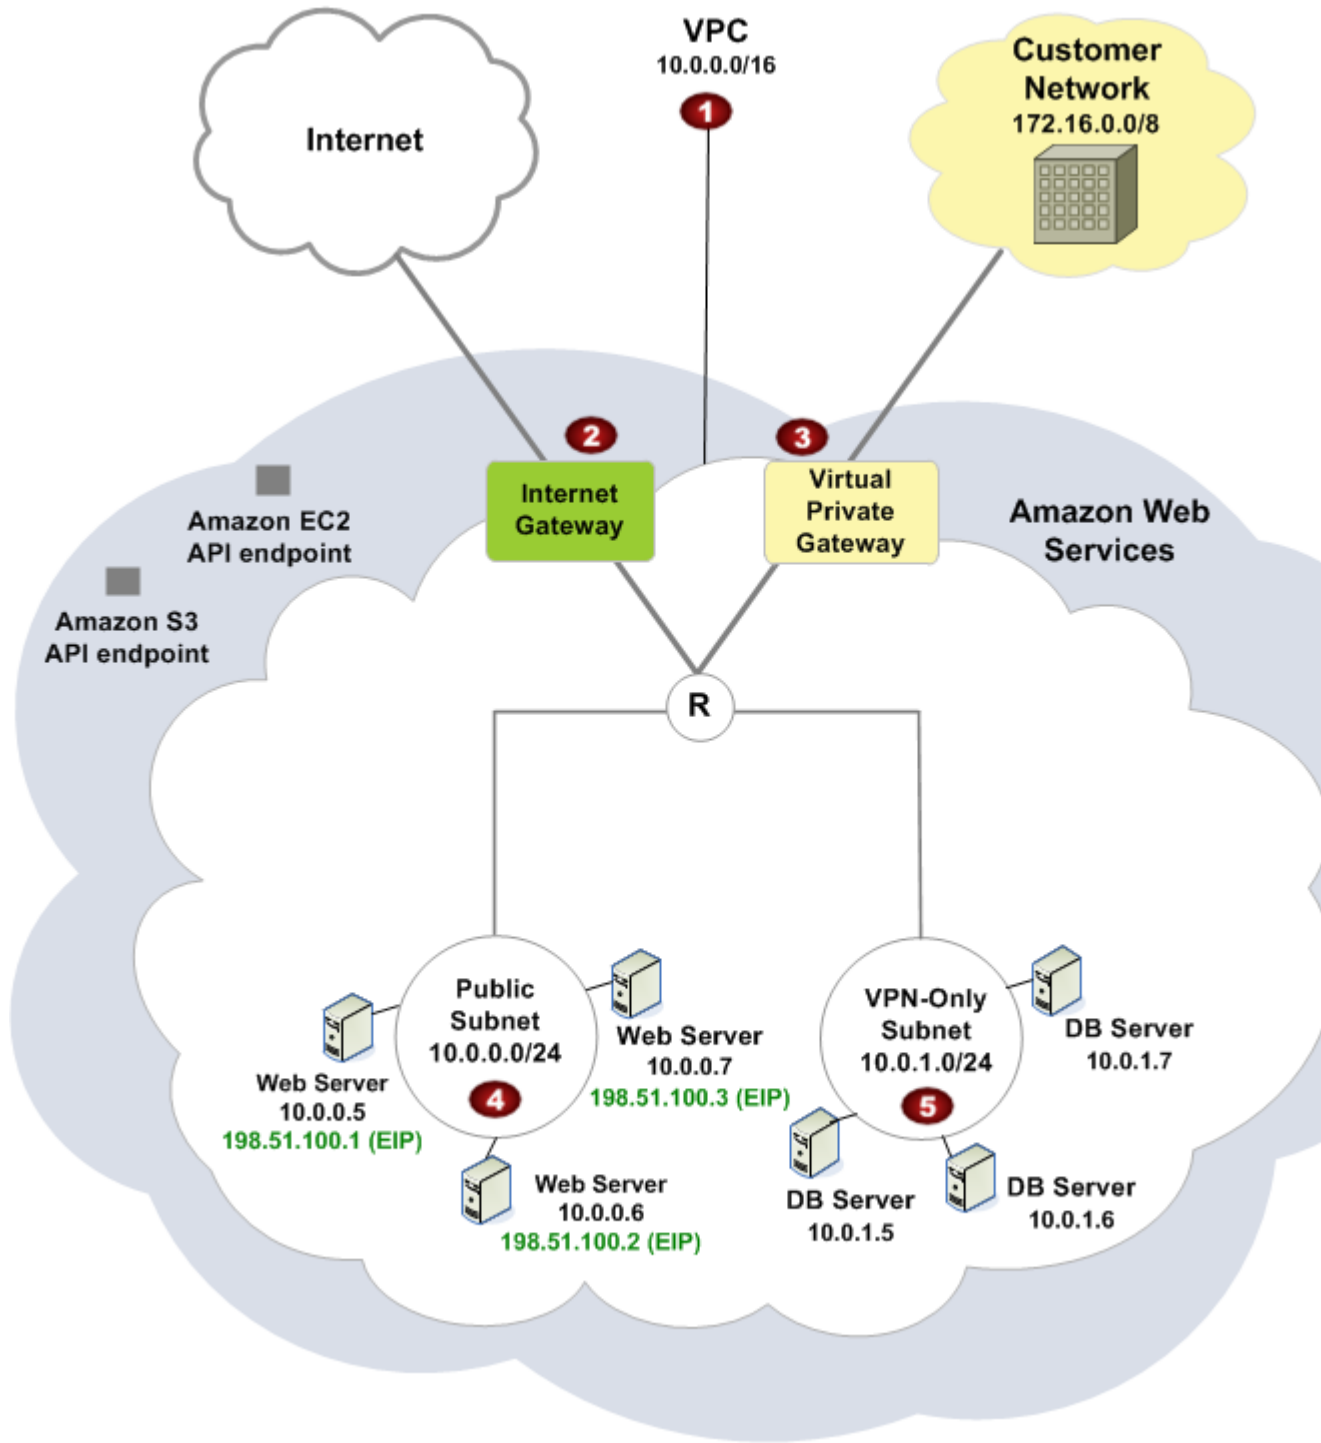 VPC
10.0.0.0/16
1
Customer
Network
172.16.0.0/8
Internet
2
3
Internet
Gateway
Virtual
Private
Gateway
Amazon Web
Services
Amazon EC2
API endpoint
Amazon S3
API endpoint
R
Public
Subnet
10.0.0.0/24
4
Web Server
10.0.0.7
198.51.100.3 (EIP)
Web Server
10.0.0.5
198.51.100.1 (EIP)
Web Server
10.0.0.6
198.51.100.2 (EIP)
VPN-Only
Subnet
10.0.1.0/24
5
DB Server
10.0.1.7
DB Server
10.0.1.5
DB Server
10.0.1.6